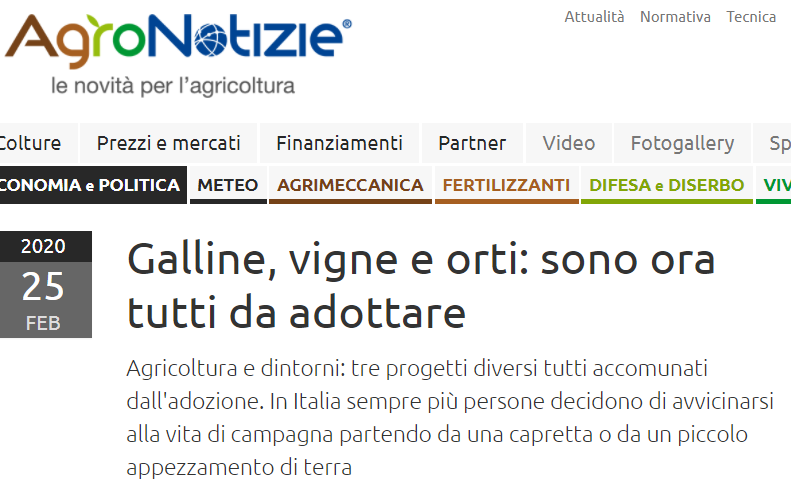 AgroNotizie®
le novità per l'agricoltura
Attualità Normativa Tecnica
Colture Prezzi e mercati Finanziamenti Partner Video Fotogallery Sp
CONOMIA e POLITICA METEO AGRIMECCANICA FERTILIZZANTI DIFESA e DISERBO VIV
2020
25
FEB
Galline, vigne e orti: sono ora
tutti da adottare
Agricoltura e dintorni: tre progetti diversi tutti accomunati
dall'adozione. In Italia sempre più persone decidono di avvicinarsi
alla vita di campagna partendo da una capretta o da un piccolo
appezzamento di terra